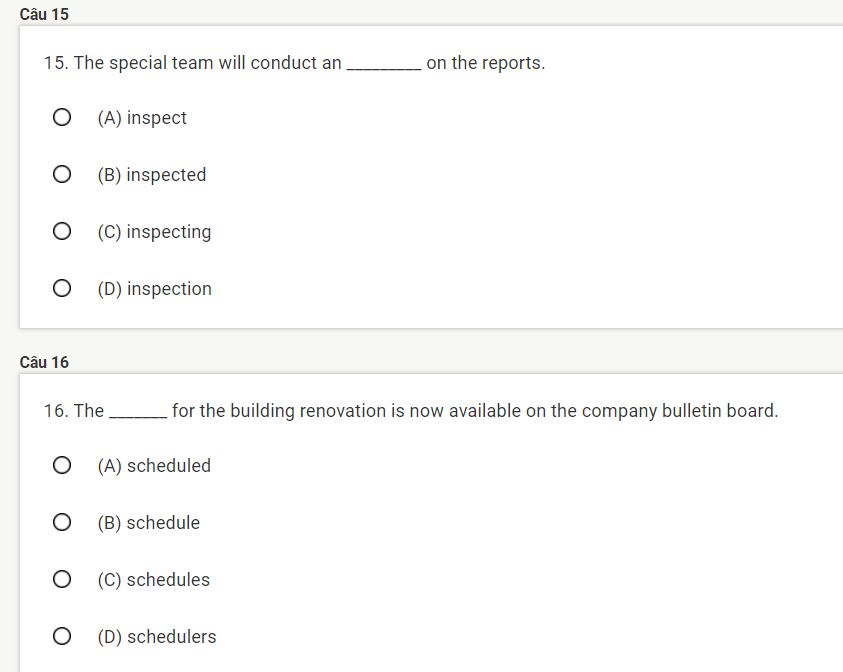 Câu 15
15. The special team will conduct an _________ on the reports.
(A) inspect
(B) inspected
(C) inspecting
(D) inspection
Câu 16
16. The _______ for the building renovation is now available on the company bulletin board.
(A) scheduled
(B) schedule
(C) schedules
(D) schedulers